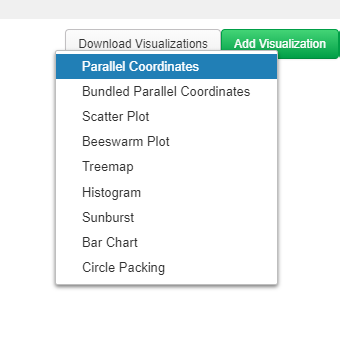 Download Visualizations
Add Visualization
Parallel Coordinates
Bundled Parallel Coordinates
Scatter Plot
Beeswarm Plot
Treemap
Histogram
Sunburst
Bar Chart
Circle Packing